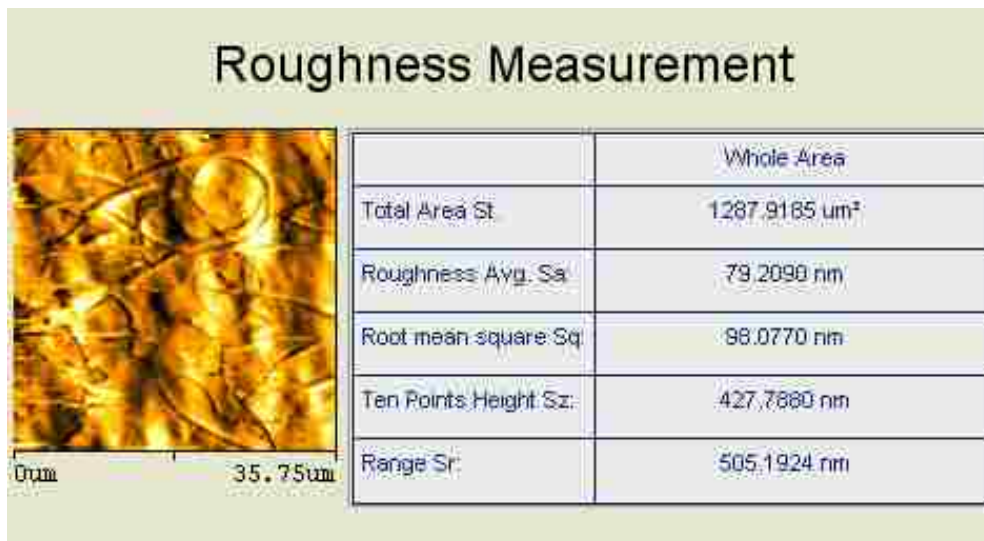 Roughness Measurement
Whole Area
Total Area St. 1287.9185 um²
Roughness Avg. Sa: 79.2090 nm
Root mean square Sq: 98.0770 nm
Ten Points Height Sz: 427.7880 nm
Range Sr: 505.1924 nm
0um 35.75um